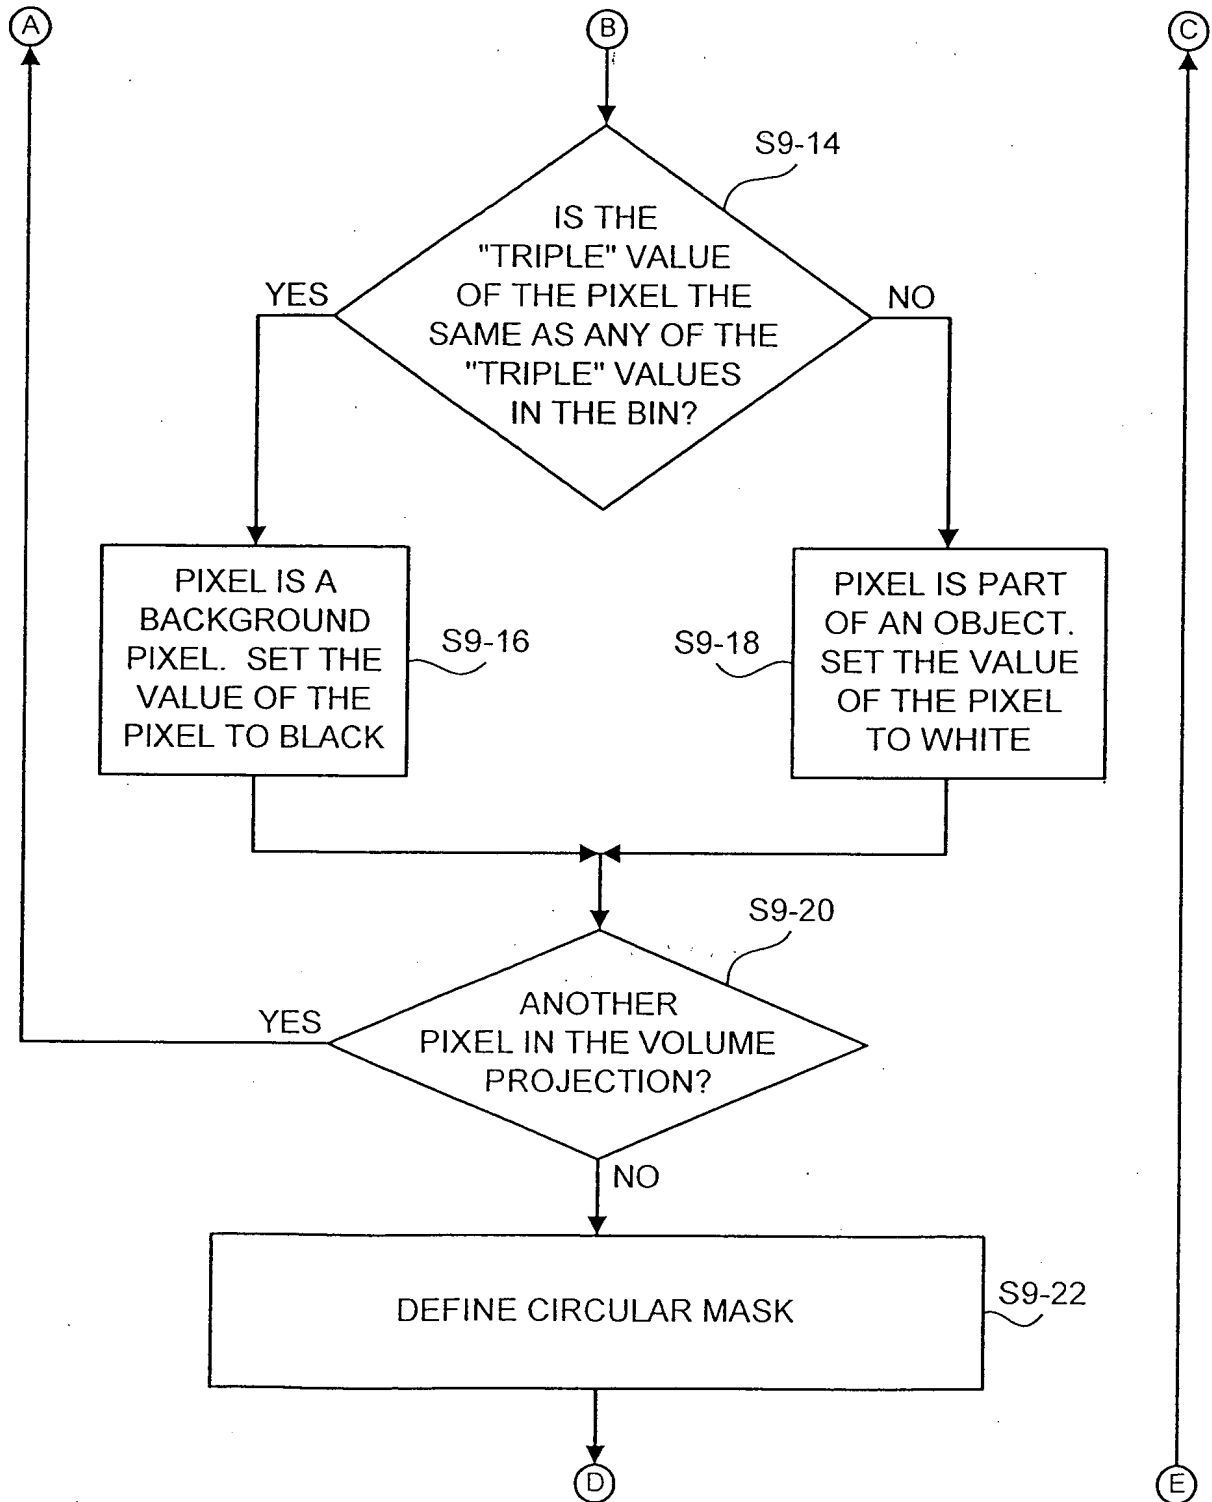 A
B
C
S9-14
IS THE
"TRIPLE" VALUE
OF THE PIXEL THE
SAME AS ANY OF THE
"TRIPLE" VALUES
IN THE BIN?
YES
NO
PIXEL IS A
BACKGROUND
PIXEL. SET THE
VALUE OF THE
PIXEL TO BLACK
S9-16
S9-18
PIXEL IS PART
OF AN OBJECT.
SET THE VALUE
OF THE PIXEL
TO WHITE
S9-20
YES
ANOTHER
PIXEL IN THE VOLUME
PROJECTION?
NO
DEFINE CIRCULAR MASK
S9-22
D
E